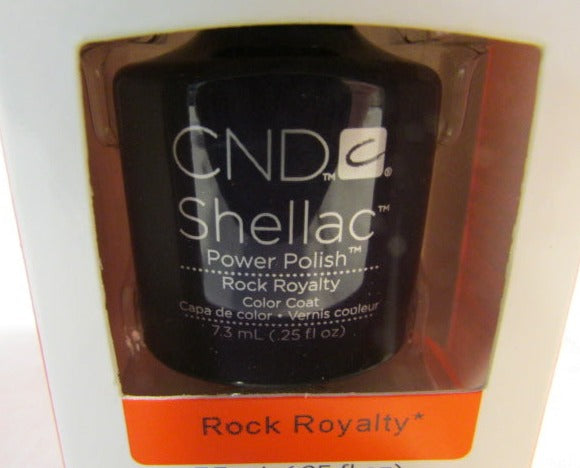 CND™ c®
Shellac™
Power Polish™
Rock Royalty
Color Coat
Capa de color • Vernis couleur
7.3 mL (.25 fl oz)
Rock Royalty*